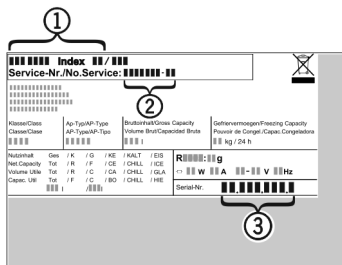 1
Index /
Service-Nr./No.Service: -
2
Klasse/Class Ap-Typ/AP-Type Bruttoinhalt/Gross Capacity Gefriervermoegen/Freezing Capacity
Classe/Clase AP-Type/AP-Tipo Volume Brut/Capacidad Bruta Pouvoir de Congel./Capac.Congeladora
l kg / 24 h
Nutzinhalt Ges / K / G / KE / KALT / EIS
Net.Capacity Tot / R / F / CE / CHILL / ICE
Volume Utile Tot / R / C / CA / CHILL / GLA
Capac. Util Tot / F / C / BO / CHILL / HIE
l / l
R : g
W A - V Hz
Serial-Nr. . . .
3